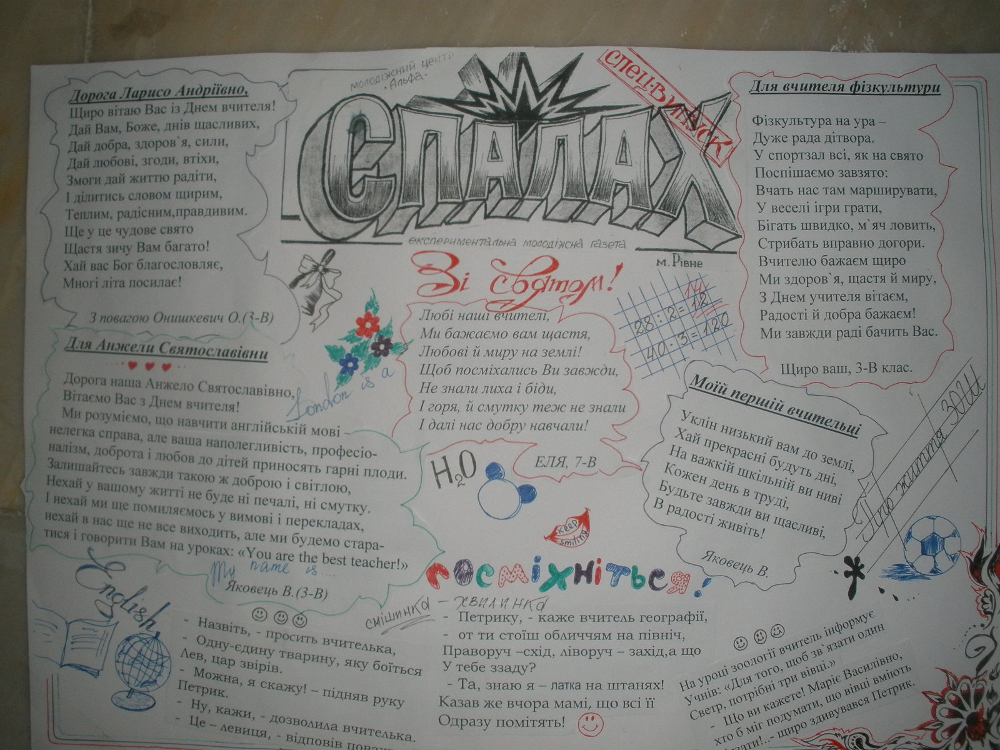 Дорога Ларисо Андріївно,
Щиро вітаю Вас із Днем вчителя!
Дай Вам, Боже, днів щасливих,
Дай добра, здоров`я, сили,
Дай любові, згоди, втіхи,
Змоги дай життю радіти,
І ділитись словом щирим,
Теплим, радісним,правдивим.
Ще у це чудове свято
Щастя зичу Вам багато!
Хай вас Бог благословляє,
Многі літа посилає!
З повагою Онишкевич О.(3-В)
Для Анжели Святославівни
Дорога наша Анжело Святославівно,
Вітаємо Вас з Днем вчителя!
Ми розуміємо, що навчити англійській мові –
нелегка справа, але ваша наполегливість, професіо-
налізм, доброта і любов до дітей приносять гарні плоди.
Залишайтесь завжди такою ж доброю і світлою,
Нехай у вашому житті не буде ні печалі, ні смутку.
І нехай ми ще помиляємось у вимові і перекладах,
нехай в нас ще не все виходить, але ми будемо стара-
тися і говорити Вам на уроках: «You are the best teacher!»
My name is....
Яковець В.(3-В)
English
London is a
молодіжний центр
·Альфа·
СПАЛАХ
СПЕЦВИПУСК
експериментальна молодіжна газета
м. Рівне
Зі святом!
Любі наші вчителі,
Ми бажаємо вам щастя,
Любові й миру на землі!
Щоб посміхались Ви завжди,
Не знали лиха і біди,
І горя, й смутку теж не знали
І далі нас добру навчали!
ЕЛЯ, 7-В
14
28 : 2 = 12
40 · 3 = 120
H2O
keep
smiling
Для вчителя фізкультури
Фізкультура на ура –
Дуже рада дітвора.
У спортзал всі, як на свято
Поспішаємо завзято:
Вчать нас там марширувати,
У веселі ігри грати,
Бігать швидко, м`яч ловить,
Стрибать вправно догори.
Вчителю бажаєм щиро
Ми здоров`я, щастя й миру,
З Днем учителя вітаєм,
Радості й добра бажаєм!
Ми завжди раді бачить Вас.
Щиро ваш, 3-В клас.
Моїй першій вчительці
Уклін низький вам до землі,
Хай прекрасні будуть дні,
На важкій шкільній ви ниві
Кожен день в труді,
Будьте завжди ви щасливі,
В радості живіть!
Яковець В.
Про життя ЗОШ
Посміхніться!
смішинка – хвилинка
- Назвіть, - просить вчителька,
- Одну-єдину тварину, яку боїться
Лев, цар звірів.
- Можна, я скажу! – підняв руку
Петрик.
- Ну, кажи, - дозволила вчителька.
- Це – левиця, - відповів
- Петрику, - каже вчитель географії,
- от ти стоїш обличчям на північ,
Праворуч –схід, ліворуч – захід,а що
У тебе ззаду?
- Та, знаю я – латка на штанях!
Казав же вчора мамі, що всі її
Одразу помітять!
На уроці зоології вчитель інформує
Учнів: «Для того, щоб зв`язати один
Светр, потрібні три вівці.»
- Що ви кажете! Маріє Василівно,
хто б міг подумати, що вівці вміють
- щиро здивувався Петрик.